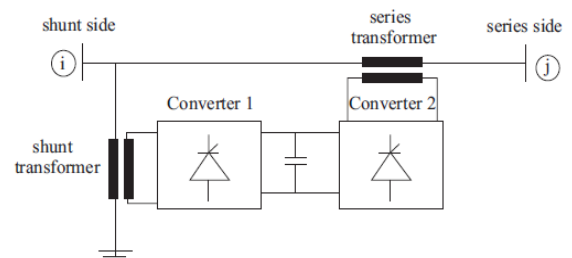 shunt side
series
transformer
series side
i
j
Converter 1
Converter 2
shunt
transformer